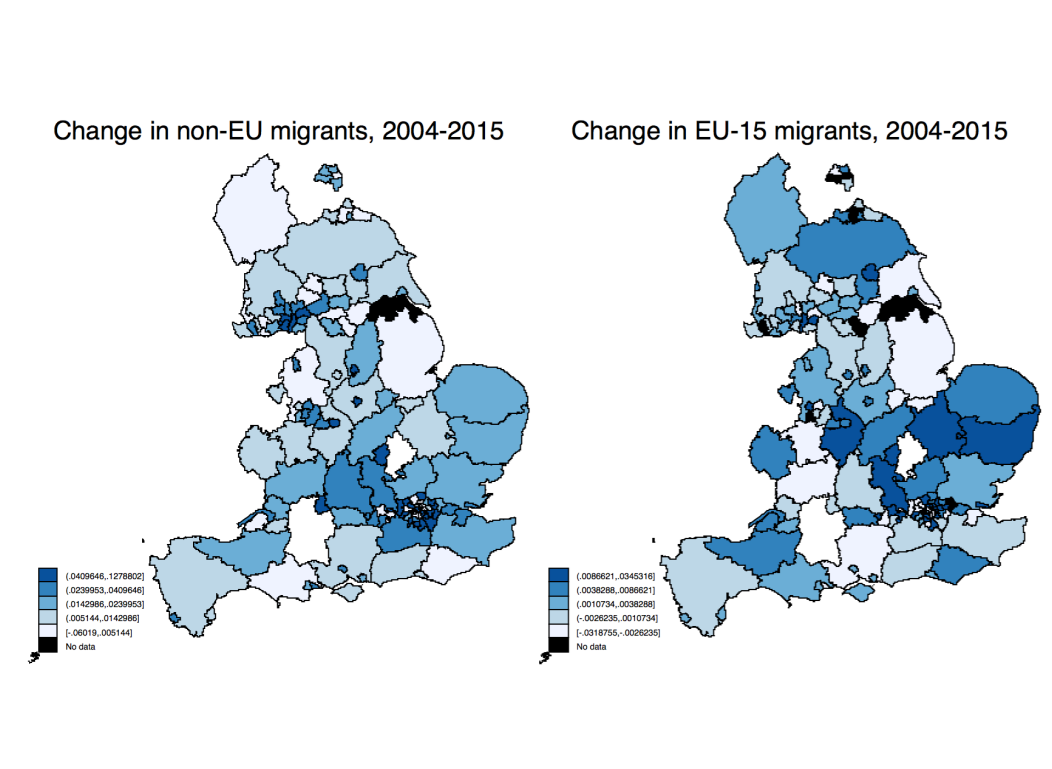 Change in non-EU migrants, 2004-2015
(.0409646,.1278802]
(.0239953,.0409646]
(.0142986,.0239953]
(.005144,.0142986]
[-.06019,.005144]
No data
Change in EU-15 migrants, 2004-2015
(.0086621,.0345316]
(.0038288,.0086621]
(.0010734,.0038288]
(-.0026235,.0010734]
[-.0318755,-.0026235]
No data